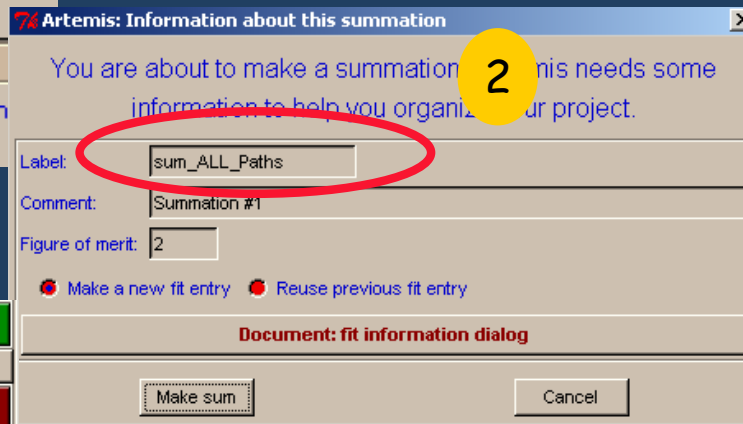 Artemis: Information about this summation
You are about to make a summation 2 mis needs some
information to help you organiz ur project.
Label: sum_ALL_Paths
Comment: Summation #1
Figure of merit: 2
Make a new fit entry Reuse previous fit entry
Document: fit information dialog
Make sum Cancel